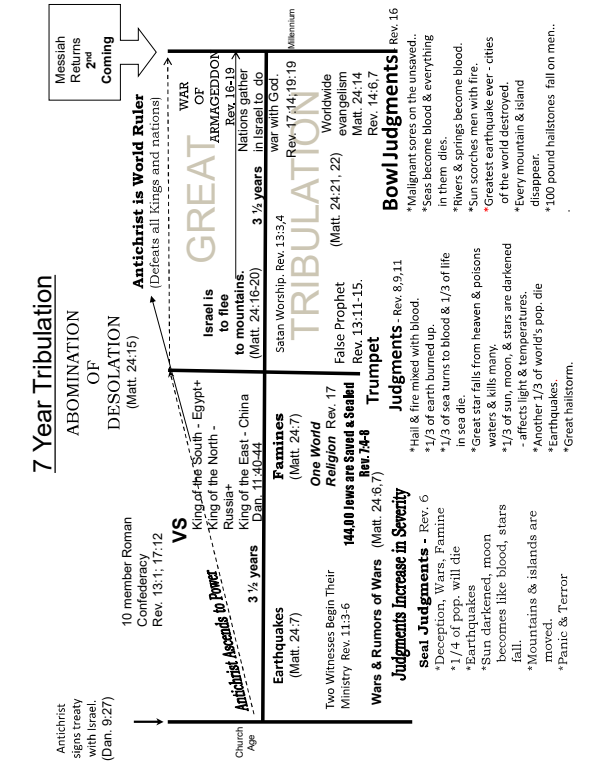 7 Year Tribulation
Antichrist
signs treaty
with Israel.
(Dan. 9:27)
10 member Roman
Confederacy
Rev. 13:1; 17:12
ABOMINATION
OF
DESOLATION
(Matt. 24:15)
Messiah
Returns
2nd
Coming
Antichrist is World Ruler
(Defeats all Kings and nations)
VS
King of the South - Egypt+
King of the North -
Russia+
King of the East - China
Dan. 11:40-44
Antichrist Ascends to Power
3 ½ years
GREAT
Israel is
to flee
to mountains.
(Matt. 24:16-20)
WAR
OF
ARMAGEDDON
Rev. 16-19
Nations gather
in Israel to do
war with God.
Rev. 17:14;19:19
3 ½ years
Church
Age
Millennium
Earthquakes
(Matt. 24:7)
Famines
(Matt. 24:7)
Satan Worship. Rev. 13:3,4
TRIBULATION
(Matt. 24:21, 22)
Two Witnesses Begin Their
Ministry Rev. 11:3-6
One World
Religion Rev. 17
144,00 Jews are Saved & Sealed
Rev. 7:4-8
False Prophet
Rev. 13:11-15.
Worldwide
evangelism
Matt. 24:14
Rev. 14:6,7
Wars & Rumors of Wars (Matt. 24:6,7)
Judgments Increase in Severity
Seal Judgments - Rev. 6
*Deception, Wars, Famine
*1/4 of pop. will die
*Earthquakes
*Sun darkened, moon
becomes like blood, stars
fall.
*Mountains & islands are
moved.
*Panic & Terror
Trumpet
Judgments - Rev. 8,9,11
*Hail & fire mixed with blood.
*1/3 of earth burned up.
*1/3 of sea turns to blood & 1/3 of life
in sea die.
*Great star falls from heaven & poisons
waters & kills many.
*1/3 of sun, moon, & stars are darkened
- affects light & temperatures.
*Another 1/3 of world's pop. die
*Earthquakes.
*Great hailstorm.
Bowl Judgments - Rev. 16
*Malignant sores on the unsaved..
*Seas become blood & everything
in them dies.
*Rivers & springs become blood.
*Sun scorches men with fire.
*Greatest earthquake ever - cities
of the world destroyed.
*Every mountain & island
disappear.
*100 pound hailstones fall on men..
.